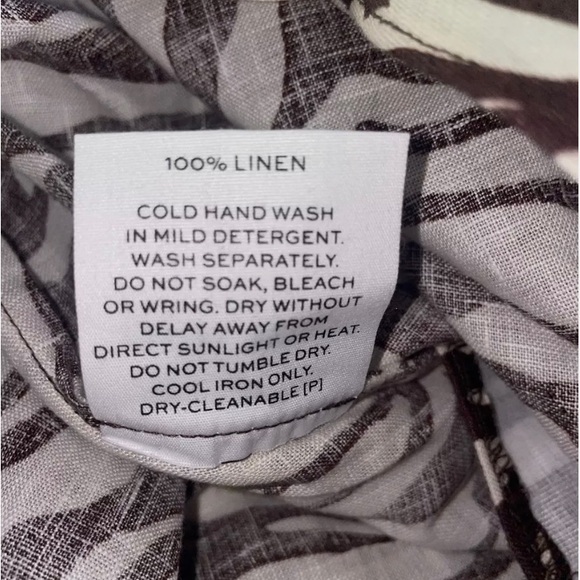 100% LINEN
COLD HAND WASH
IN MILD DETERGENT.
WASH SEPARATELY.
DO NOT SOAK, BLEACH
OR WRING. DRY WITHOUT
DELAY AWAY FROM
DIRECT SUNLIGHT OR HEAT.
DO NOT TUMBLE DRY.
COOL IRON ONLY.
DRY-CLEANABLE [P]